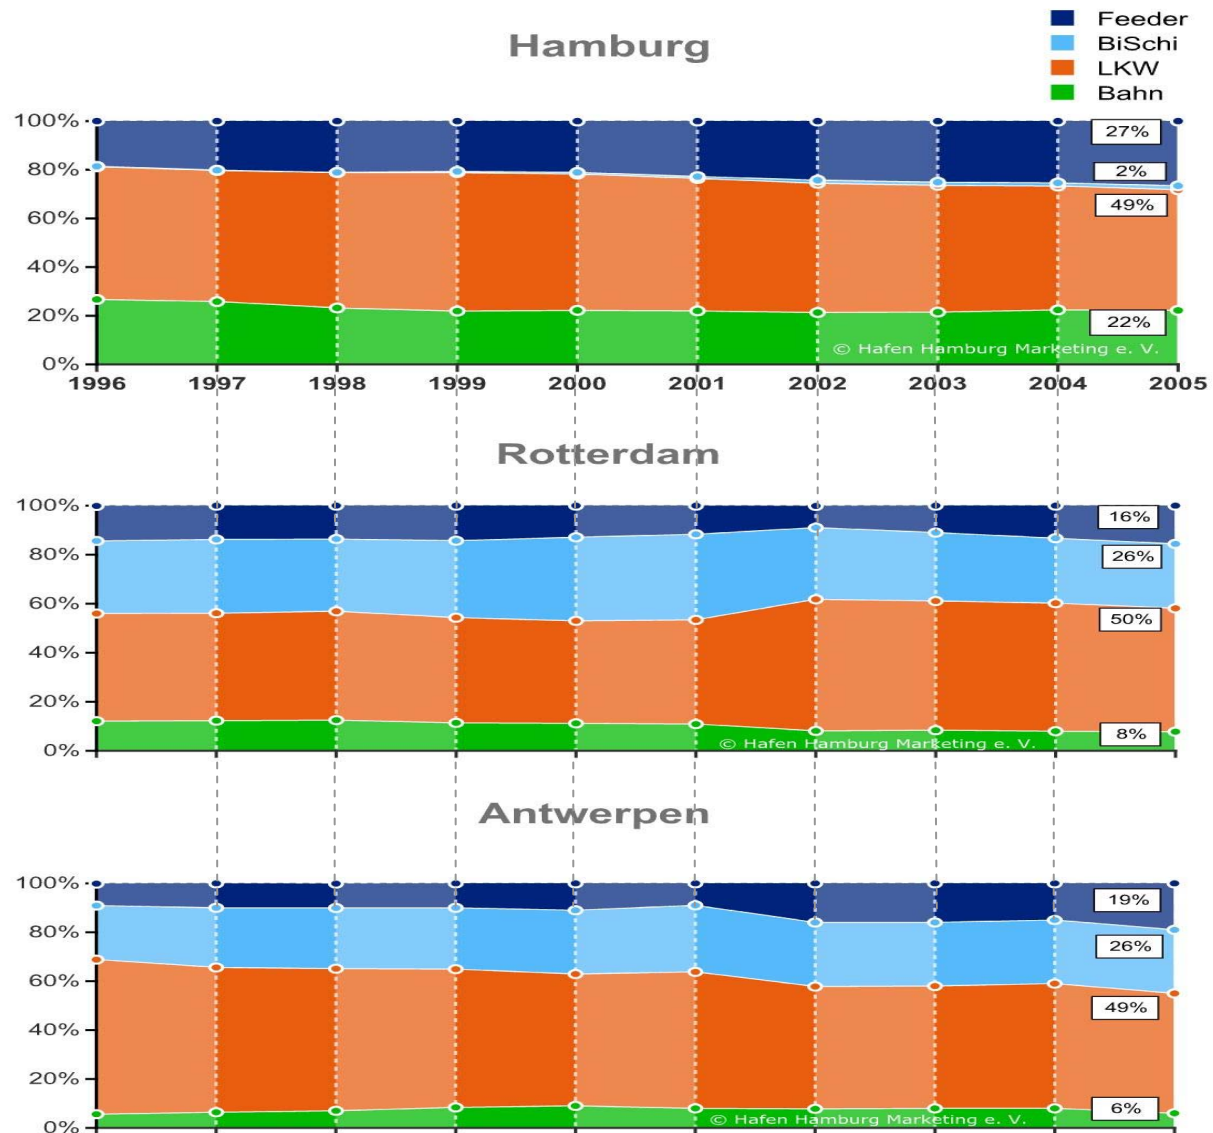 Feeder
BiSchi
LKW
Bahn
Hamburg
100%
80%
60%
40%
20%
0%
27%
2%
49%
22%
© Hafen Hamburg Marketing e. V.
1996 1997 1998 1999 2000 2001 2002 2003 2004 2005
Rotterdam
100%
80%
60%
40%
20%
0%
16%
26%
50%
8%
© Hafen Hamburg Marketing e. V.
Antwerpen
100%
80%
60%
40%
20%
0%
19%
26%
49%
6%
© Hafen Hamburg Marketing e. V.